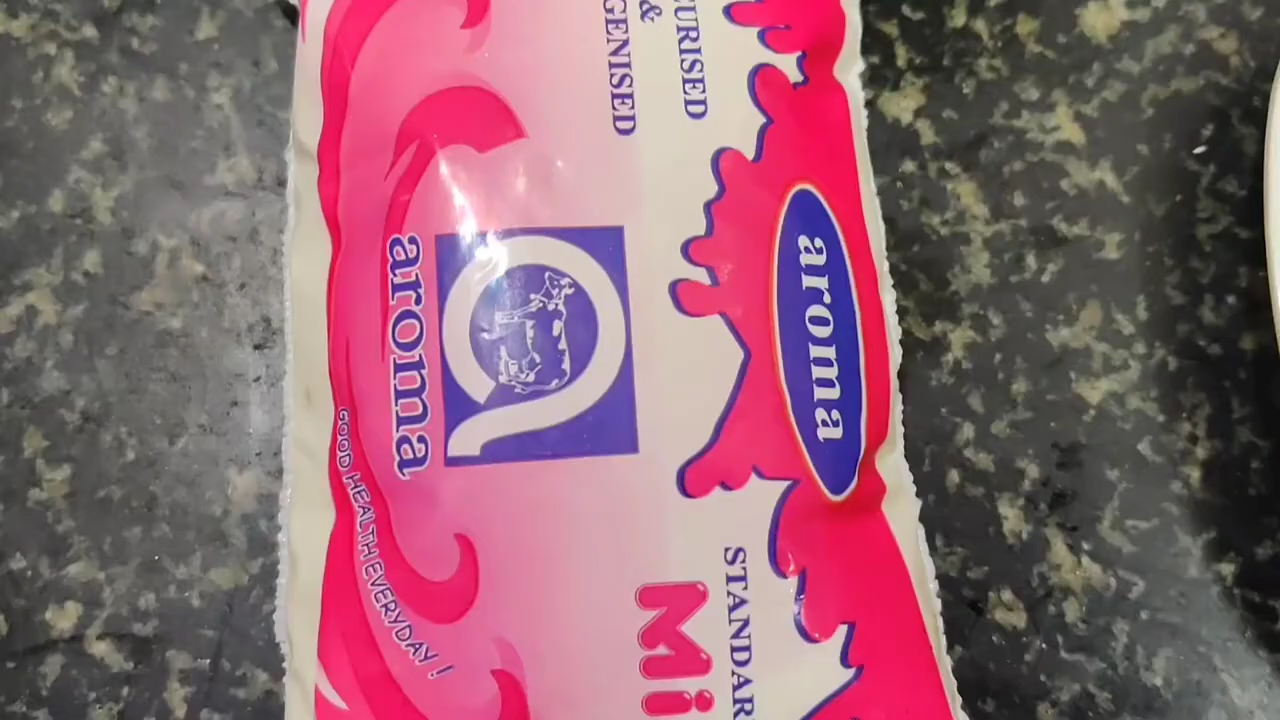 URISED
&
GENISED
aroma
aroma
GOOD HEALTH EVERYDAY !
STANDAR
Mi